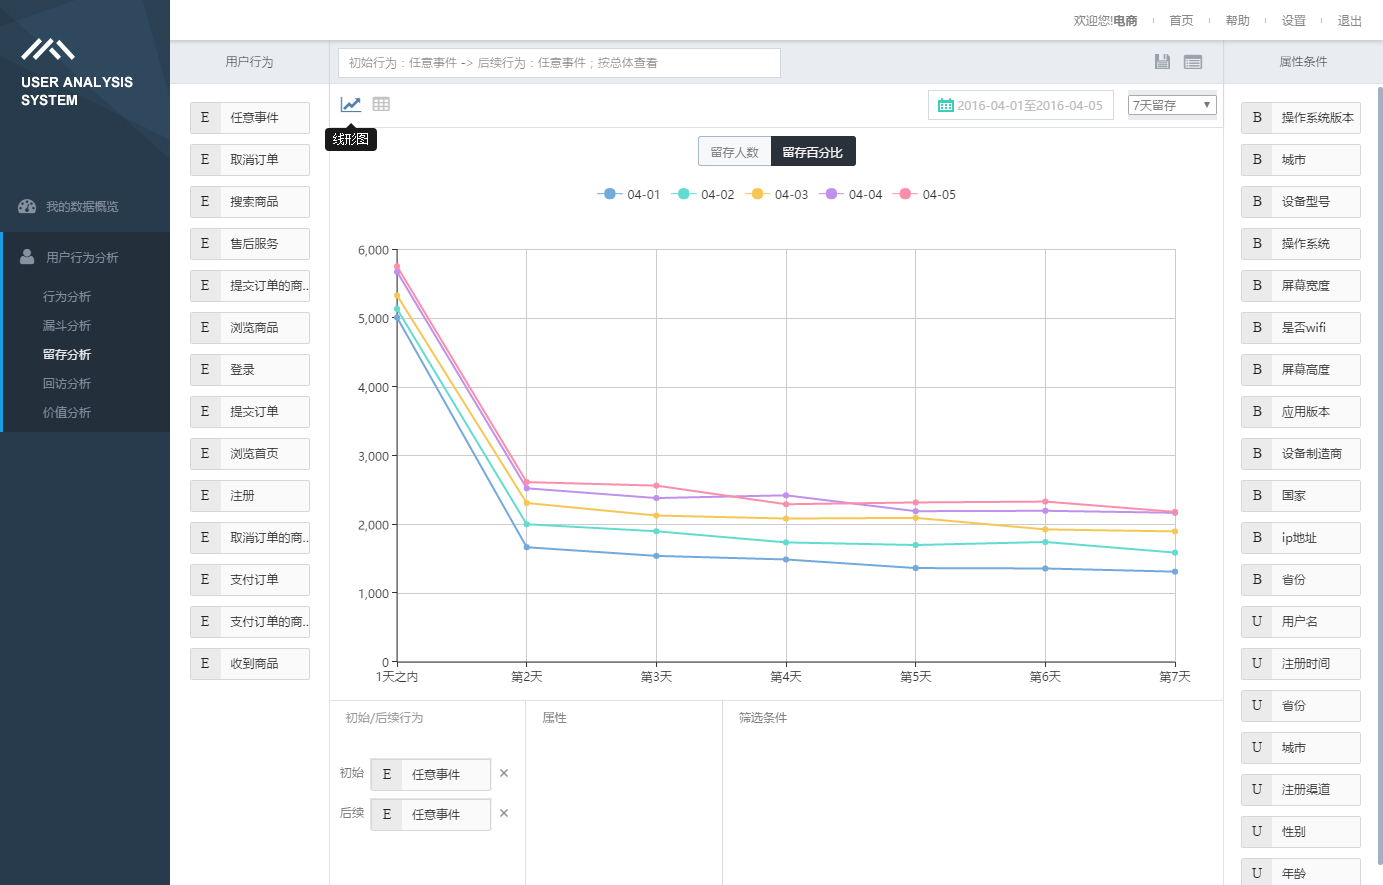 欢迎您!电商
首页
帮助
设置
退出
USER ANALYSIS
SYSTEM
我的数据概览
用户行为分析
行为分析
漏斗分析
留存分析
回访分析
价值分析
用户行为
E 任意事件
E 取消订单
E 搜索商品
E 售后服务
E 提交订单的商..
E 浏览商品
E 登录
E 提交订单
E 浏览首页
E 注册
E 取消订单的商..
E 支付订单
E 支付订单的商..
E 收到商品
初始行为：任意事件 -> 后续行为：任意事件；按总体查看
线形图
2016-04-01至2016-04-05
7天留存
留存人数
留存百分比
04-01 04-02 04-03 04-04 04-05
6,000
5,000
4,000
3,000
2,000
1,000
0
1天之内 第2天 第3天 第4天 第5天 第6天 第7天
初始/后续行为
初始 E 任意事件 ×
后续 E 任意事件 ×
属性
筛选条件
属性条件
B 操作系统版本
B 城市
B 设备型号
B 操作系统
B 屏幕宽度
B 是否wifi
B 屏幕高度
B 应用版本
B 设备制造商
B 国家
B ip地址
B 省份
U 用户名
U 注册时间
U 省份
U 城市
U 注册渠道
U 性别
U 年龄